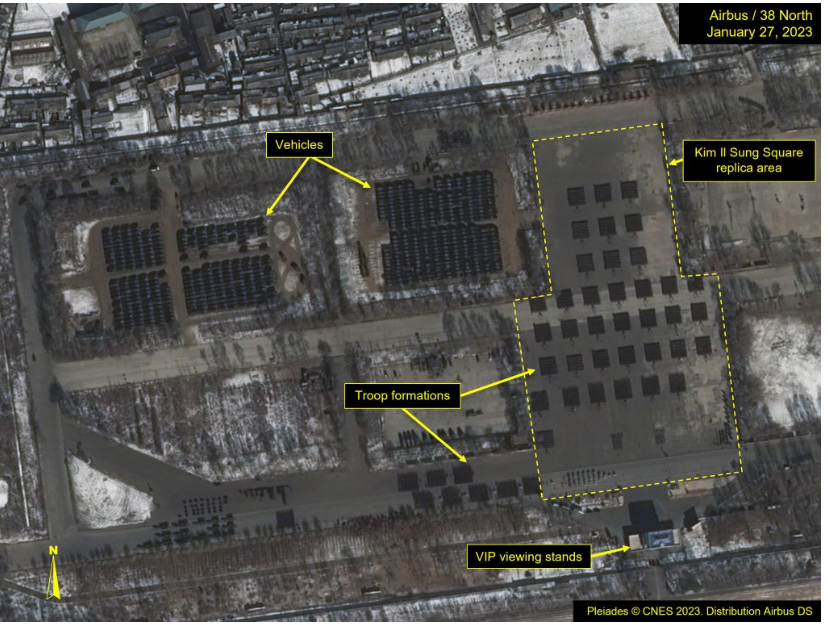 Airbus / 38 North
January 27, 2023
Vehicles
Kim Il Sung Square
replica area
Troop formations
VIP viewing stands
N
Pleiades © CNES 2023. Distribution Airbus DS